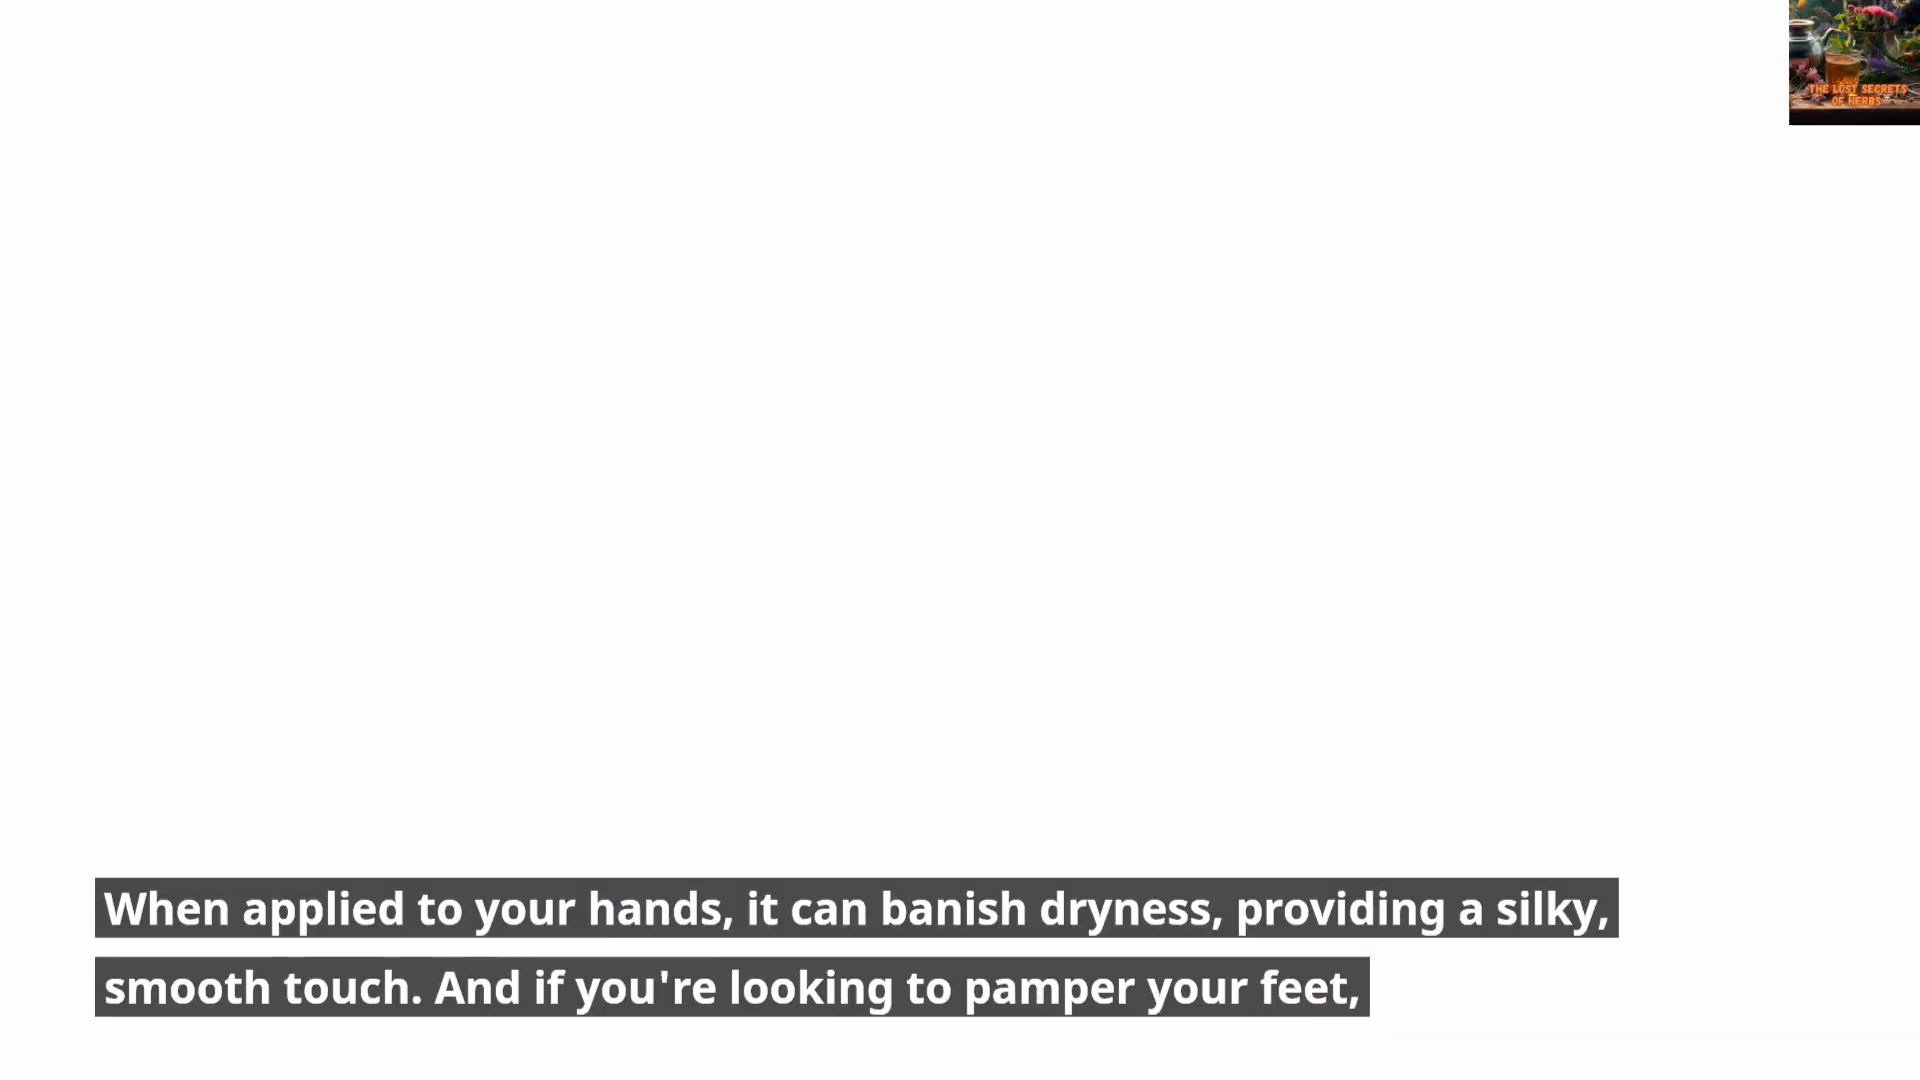 THE LOST SECRETS
OF HERBS
When applied to your hands, it can banish dryness, providing a silky,
smooth touch. And if you're looking to pamper your feet,